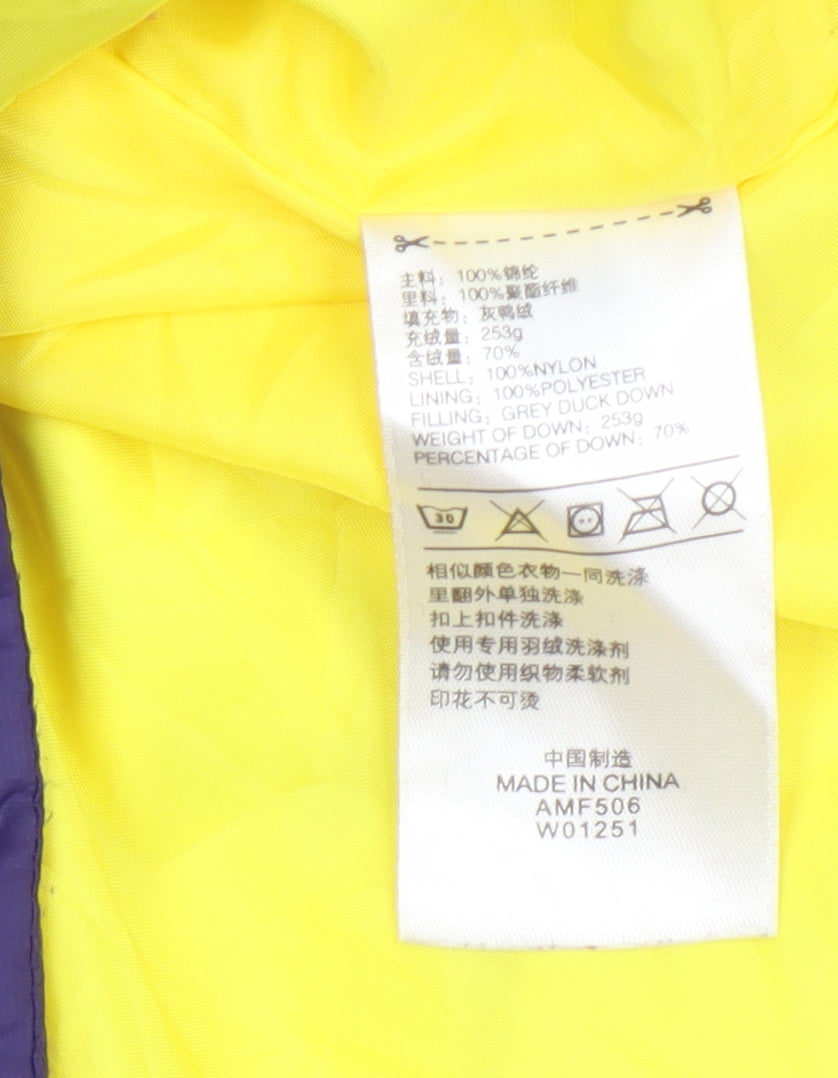 主料：100%锦纶
里料：100%聚酯纤维
填充物：灰鸭绒
充绒量：253g
含绒量：70%
SHELL：100%NYLON
LINING：100%POLYESTER
FILLING：GREY DUCK DOWN
WEIGHT OF DOWN：253g
PERCENTAGE OF DOWN：70%
30
相似颜色衣物一同洗涤
里翻外单独洗涤
扣上扣件洗涤
使用专用羽绒洗涤剂
请勿使用织物柔软剂
印花不可烫
中国制造
MADE IN CHINA
AMF506
W01251